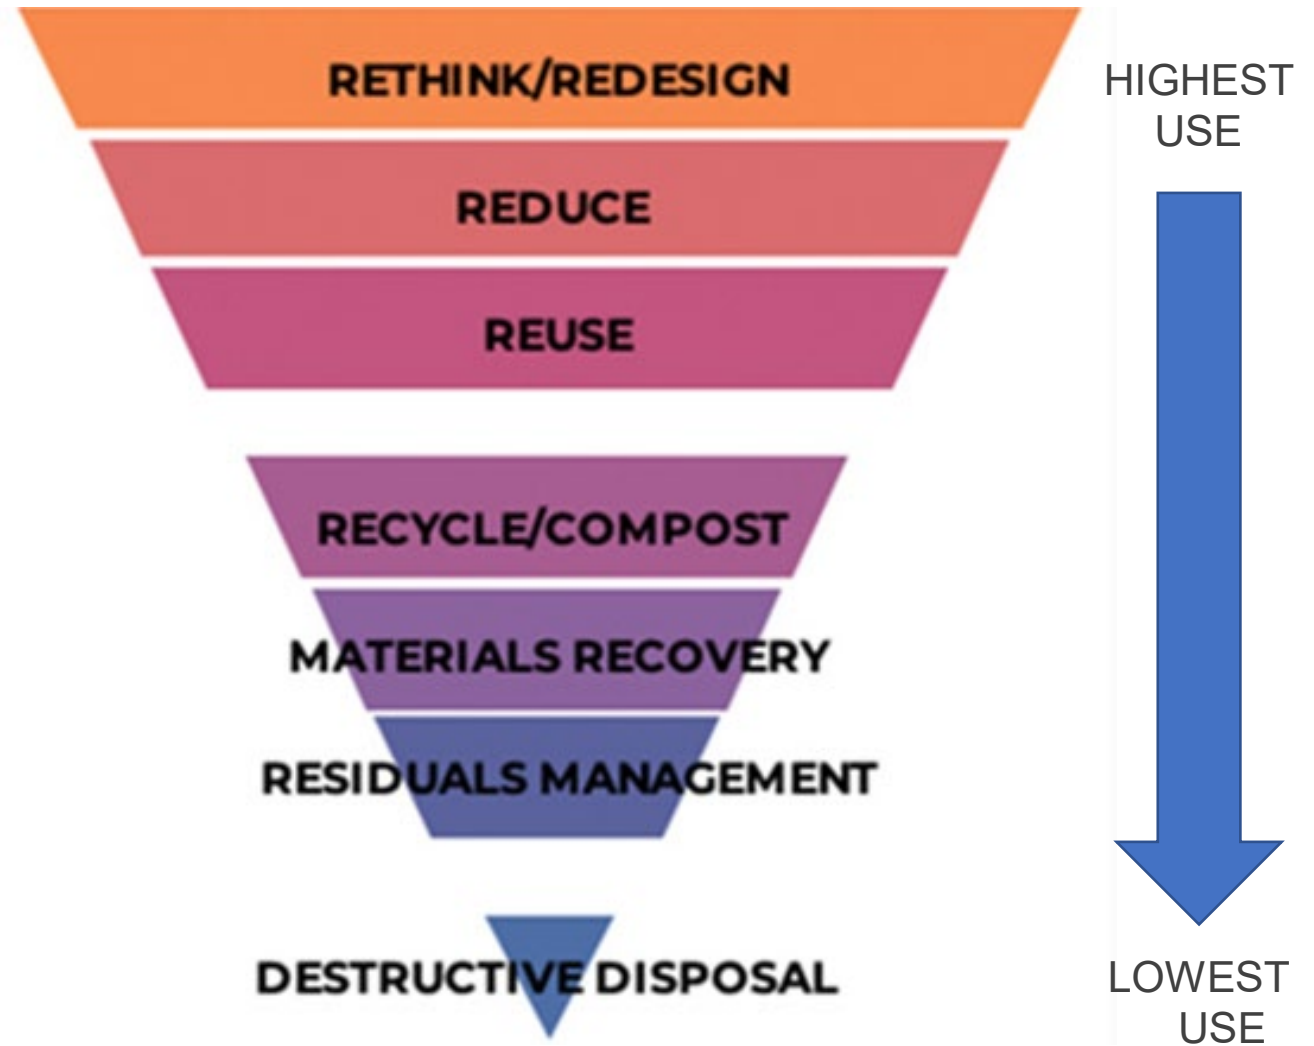 RETHINK/REDESIGN
HIGHEST
USE
REDUCE
REUSE
RECYCLE/COMPOST
MATERIALS RECOVERY
RESIDUALS MANAGEMENT
DESTRUCTIVE DISPOSAL
LOWEST
USE